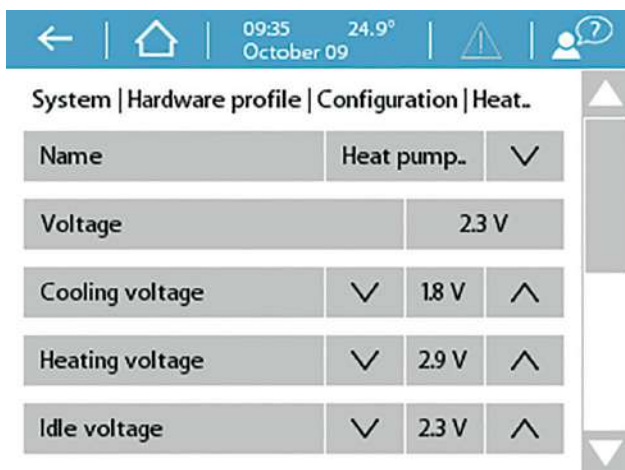 09:35 24.9°
October 09
?
System | Hardware profile | Configuration | Heat..
Name Heat pump..
Voltage 2.3 V
Cooling voltage 1.8 V
Heating voltage 2.9 V
Idle voltage 2.3 V